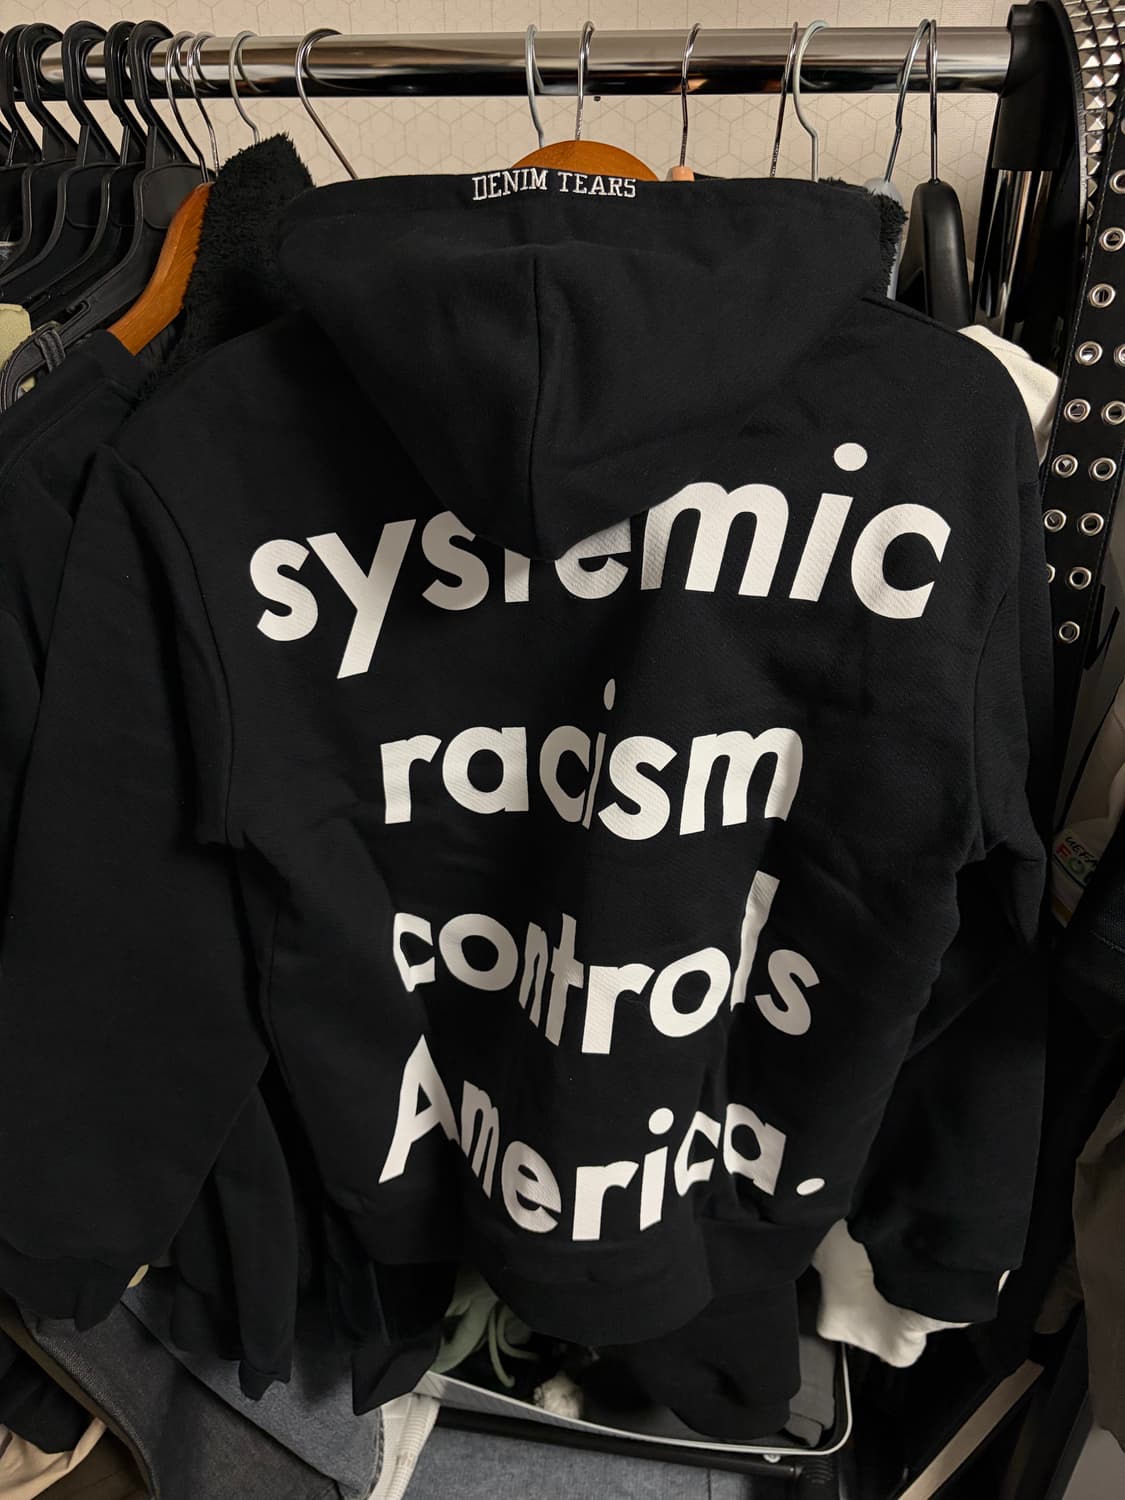 DENIM TEARS
systemic
racism
controls
America.